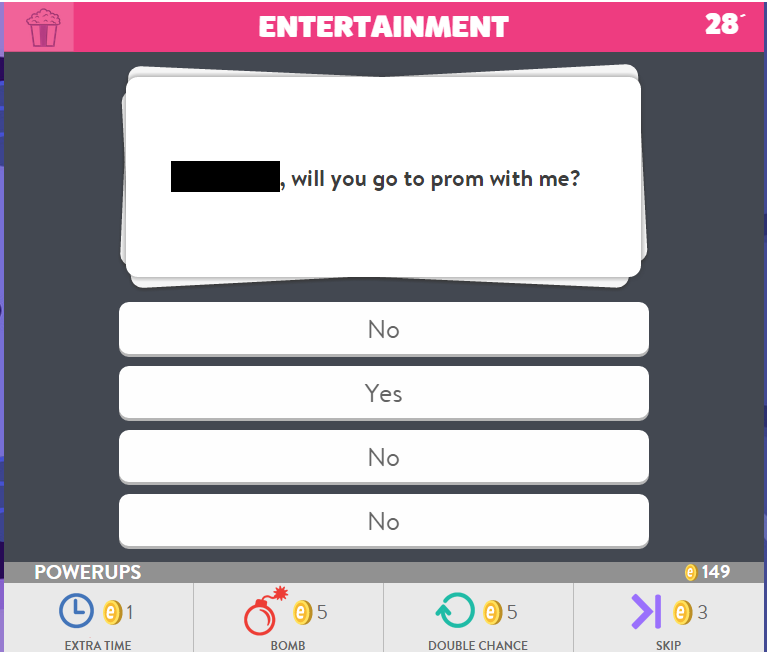 ENTERTAINMENT
28
, will you go to prom with me?
No
Yes
No
No
POWERUPS
149
1
5
5
3
EXTRA TIME
BOMB
DOUBLE CHANCE
SKIP